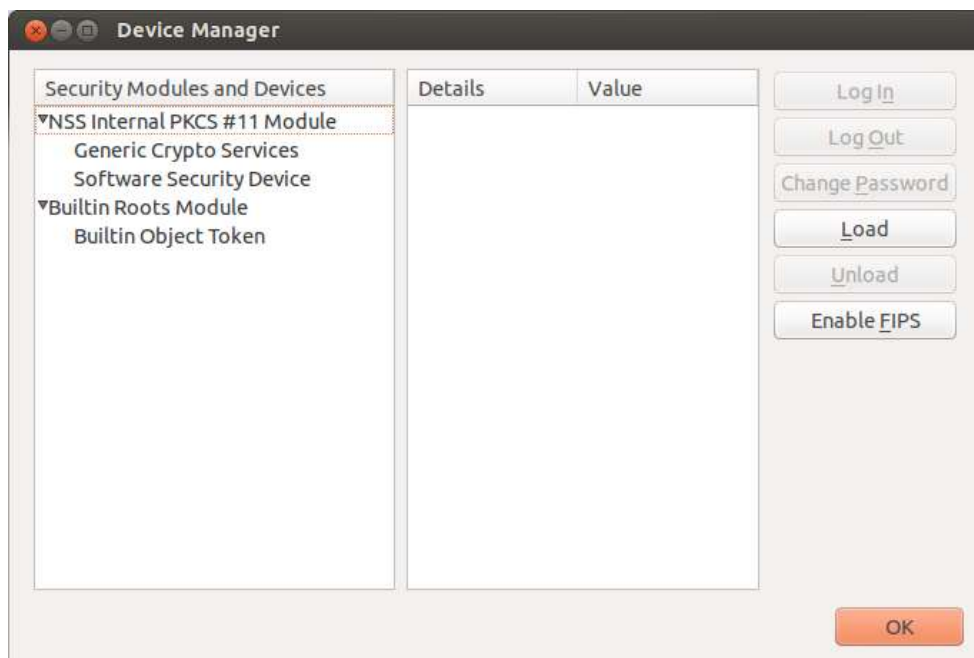 Device Manager
Security Modules and Devices
Details
Value
NSS Internal PKCS #11 Module
Generic Crypto Services
Software Security Device
Builtin Roots Module
Builtin Object Token
Log In
Log Out
Change Password
Load
Unload
Enable FIPS
OK